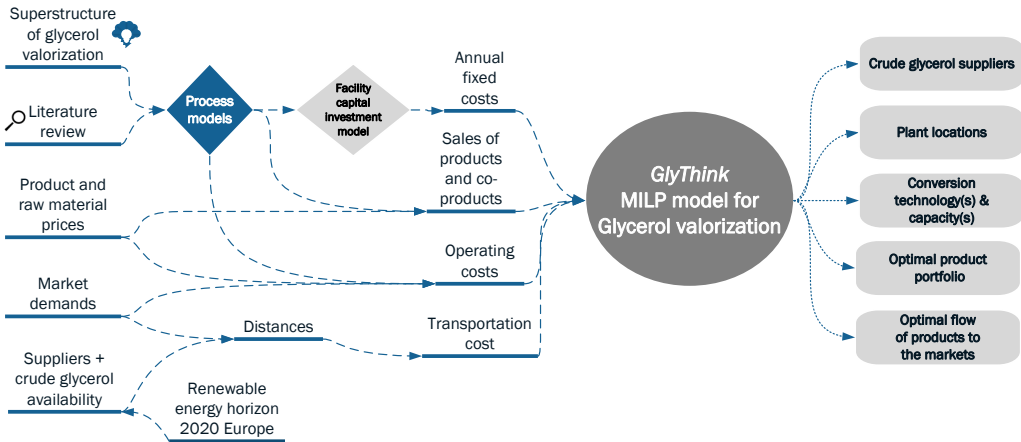 Superstructure
of glycerol
valorization
Literature
review
Product and
raw material
prices
Market
demands
Suppliers +
crude glycerol
availability
Renewable
energy horizon
2020 Europe
Process
models
Facility
capital
investment
model
Distances
Annual
fixed
costs
Sales of
products
and co-
products
Operating
costs
Transportation
cost
GlyThink
MILP model for
Glycerol valorization
Crude glycerol suppliers
Plant locations
Conversion
technology(s) &
capacity(s)
Optimal product
portfolio
Optimal flow
of products to
the markets